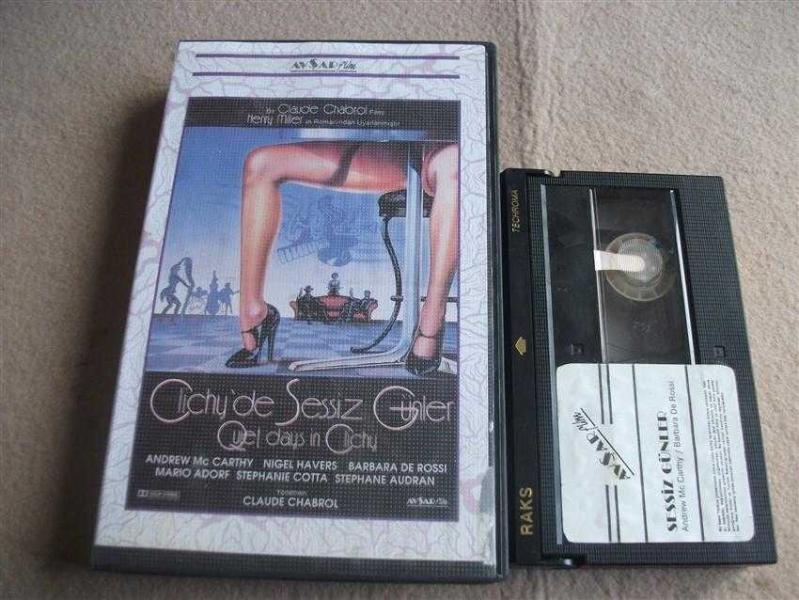 AVŞAR film
Bir Claude Chabrol Filmi
Henry Miller in Romanından Uyarlanmıştır
Clichy'de Sessiz Günler
Quiet days in Clichy
ANDREW Mc CARTHY NIGEL HAVERS BARBARA DE ROSSI
MARIO ADORF STEPHANIE COTTA STEPHANE AUDRAN
Yönetmen
CLAUDE CHABROL
AVŞAR film
TECHROMA
RAKS
AVŞAR film
SESSİZ GÜNLER
Andrew Mc Carthy / Barbara De Rossi